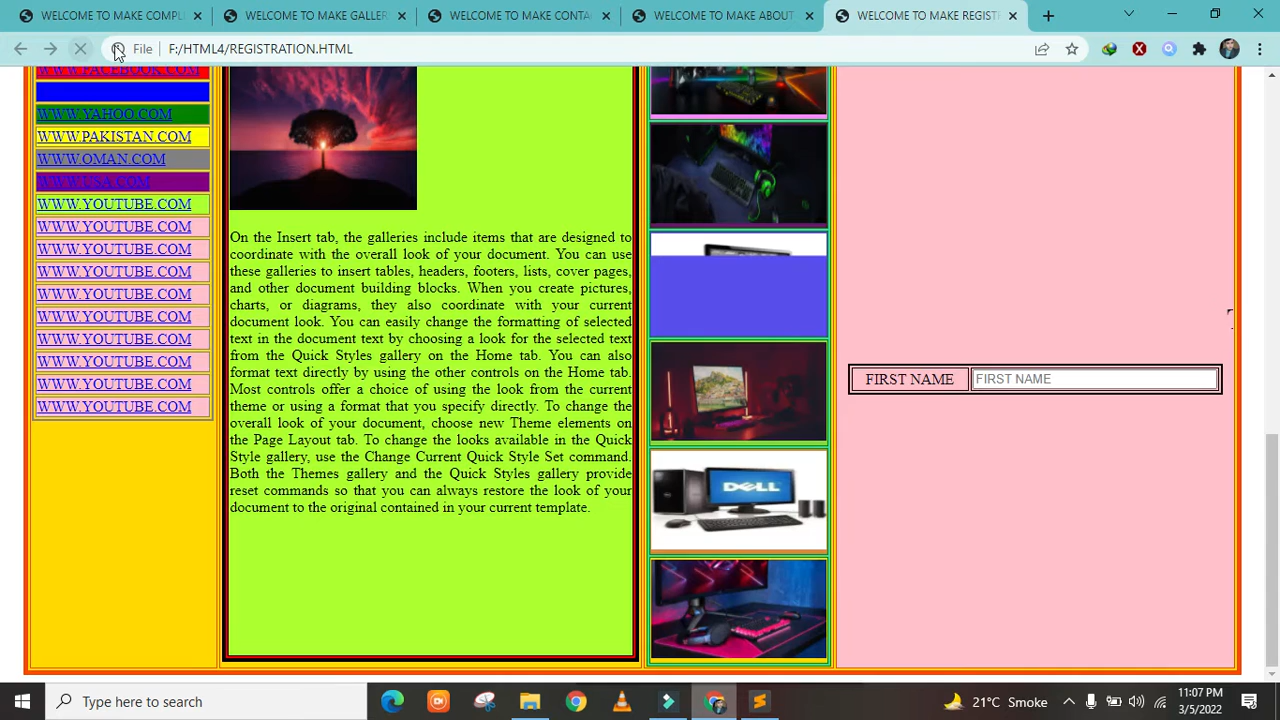 WELCOME TO MAKE COMPL
WELCOME TO MAKE GALLER
WELCOME TO MAKE CONTA
WELCOME TO MAKE ABOUT
WELCOME TO MAKE REGIST
File
F:/HTML4/REGISTRATION.HTML
WWW.FACEBOOK.COM
WWW.YAHOO.COM
WWW.PAKISTAN.COM
WWW.OMAN.COM
WWW.USA.COM
WWW.YOUTUBE.COM
WWW.YOUTUBE.COM
WWW.YOUTUBE.COM
WWW.YOUTUBE.COM
WWW.YOUTUBE.COM
WWW.YOUTUBE.COM
WWW.YOUTUBE.COM
WWW.YOUTUBE.COM
WWW.YOUTUBE.COM
WWW.YOUTUBE.COM
On the Insert tab, the galleries include items that are designed to
coordinate with the overall look of your document. You can use
these galleries to insert tables, headers, footers, lists, cover pages,
and other document building blocks. When you create pictures,
charts, or diagrams, they also coordinate with your current
document look. You can easily change the formatting of selected
text in the document text by choosing a look for the selected text
from the Quick Styles gallery on the Home tab. You can also
format text directly by using the other controls on the Home tab.
Most controls offer a choice of using the look from the current
theme or using a format that you specify directly. To change the
overall look of your document, choose new Theme elements on
the Page Layout tab. To change the looks available in the Quick
Style gallery, use the Change Current Quick Style Set command.
Both the Themes gallery and the Quick Styles gallery provide
reset commands so that you can always restore the look of your
document to the original contained in your current template.
DELL
FIRST NAME
FIRST NAME
Type here to search
21°C Smoke
11:07 PM
3/5/2022